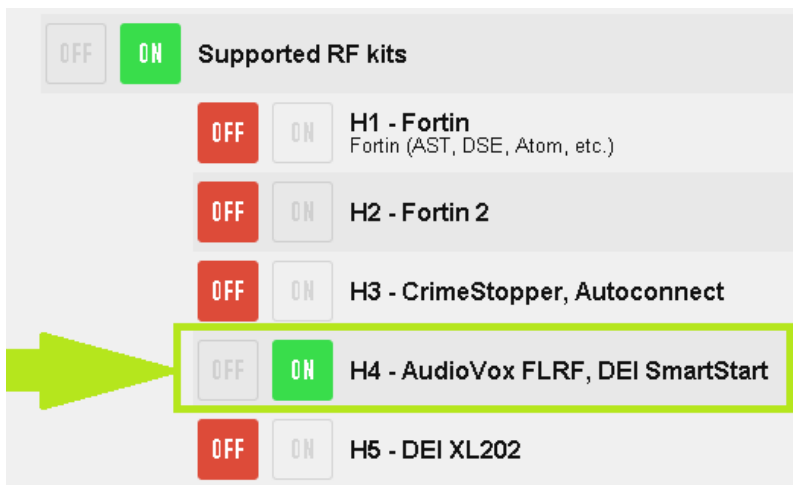 OFF ON Supported RF kits
OFF ON H1 - Fortin
Fortin (AST, DSE, Atom, etc.)
OFF ON H2 - Fortin 2
OFF ON H3 - CrimeStopper, Autoconnect
OFF ON H4 - AudioVox FLRF, DEI SmartStart
OFF ON H5 - DEI XL202